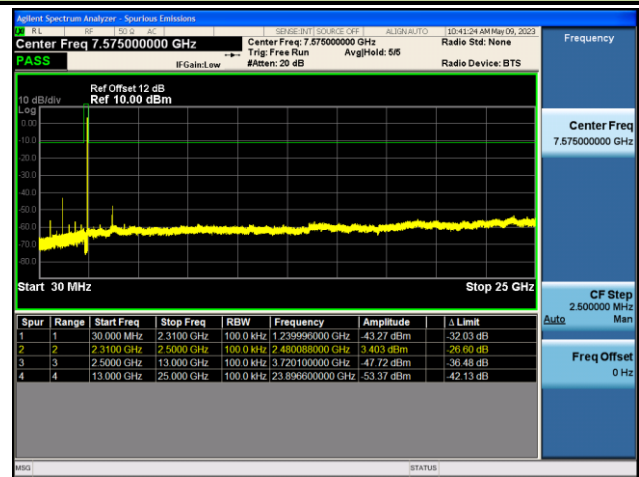 Agilent Spectrum Analyzer - Spurious Emissions
RL RF 50 Ω AC SENSE:INT SOURCE OFF ALIGN AUTO 10:41:24 AM May 09, 2023
Center Freq 7.575000000 GHz Center Freq: 7.575000000 GHz Radio Std: None
Trig: Free Run Avg|Hold: 5/5
PASS IFGain:Low #Atten: 20 dB Radio Device: BTS
Frequency
Ref Offset 12 dB
10 dB/div Ref 10.00 dBm
Log
0.00
-10.0
-20.0
-30.0
-40.0
-50.0
-60.0
-70.0
-80.0
Start 30 MHz Stop 25 GHz
Spur Range Start Freq Stop Freq RBW Frequency Amplitude Δ Limit
1 1 30.000 MHz 2.3100 GHz 100.0 kHz 1.239996000 GHz -43.27 dBm -32.03 dB
2 2 2.3100 GHz 2.5000 GHz 100.0 kHz 2.480088000 GHz 3.403 dBm -26.60 dB
3 3 2.5000 GHz 13.000 GHz 100.0 kHz 3.720100000 GHz -47.72 dBm -36.48 dB
4 4 13.000 GHz 25.000 GHz 100.0 kHz 23.896600000 GHz -53.37 dBm -42.13 dB
Center Freq
7.575000000 GHz
CF Step
2.500000 MHz
Auto Man
Freq Offset
0 Hz
MSG STATUS